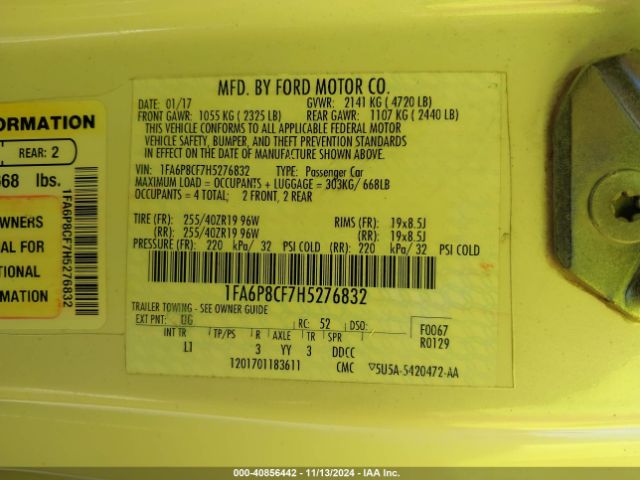 ORMATION
REAR: 2
668 lbs.
WNERS
AL FOR
TIONAL
RMATION
1FA6P8CF7H5276832
MFD. BY FORD MOTOR CO.
DATE: 01/17 GVWR: 2141 KG ( 4720 LB)
FRONT GAWR: 1055 KG ( 2325 LB) REAR GAWR: 1107 KG ( 2440 LB)
THIS VEHICLE CONFORMS TO ALL APPLICABLE FEDERAL MOTOR
VEHICLE SAFETY, BUMPER, AND THEFT PREVENTION STANDARDS
IN EFFECT ON THE DATE OF MANUFACTURE SHOWN ABOVE.
VIN: 1FA6P8CF7H5276832 TYPE: Passenger Car
MAXIMUM LOAD = OCCUPANTS + LUGGAGE = 303KG/ 668LB
OCCUPANTS = 4 TOTAL; 2 FRONT, 2 REAR
TIRE (FR): 255/40ZR19 96W RIMS (FR): 19x8.5J
(RR): 255/40ZR19 96W (RR): 19x8.5J
PRESSURE (FR): 220 kPa/ 32 PSI COLD (RR): 220 kPa/ 32 PSI COLD
1FA6P8CF7H5276832
TRAILER TOWING - SEE OWNER GUIDE
EXT PNT: RC: 52 DSO: F0067
INT TR TP/PS R AXLE TR SPR R0129
LI 3 YY 3 DDCC
1201701183611 CMC ▽SU5A-5420472-AA
000-40856442 - 11/13/2024 - IAA Inc.